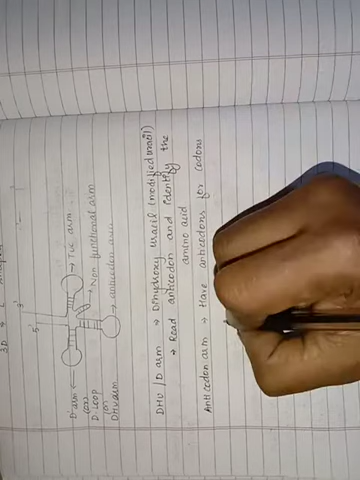 5'
3'
D arm ← → TψC arm
(or)
D loop → Non functional arm
(or)
DHU arm → anticodon arm
DHU / D arm → Dihydroxy uracil (modified uracil)
→ Read anticodon and identify the
amino acid
Anticodon arm → Have anticodons for codons